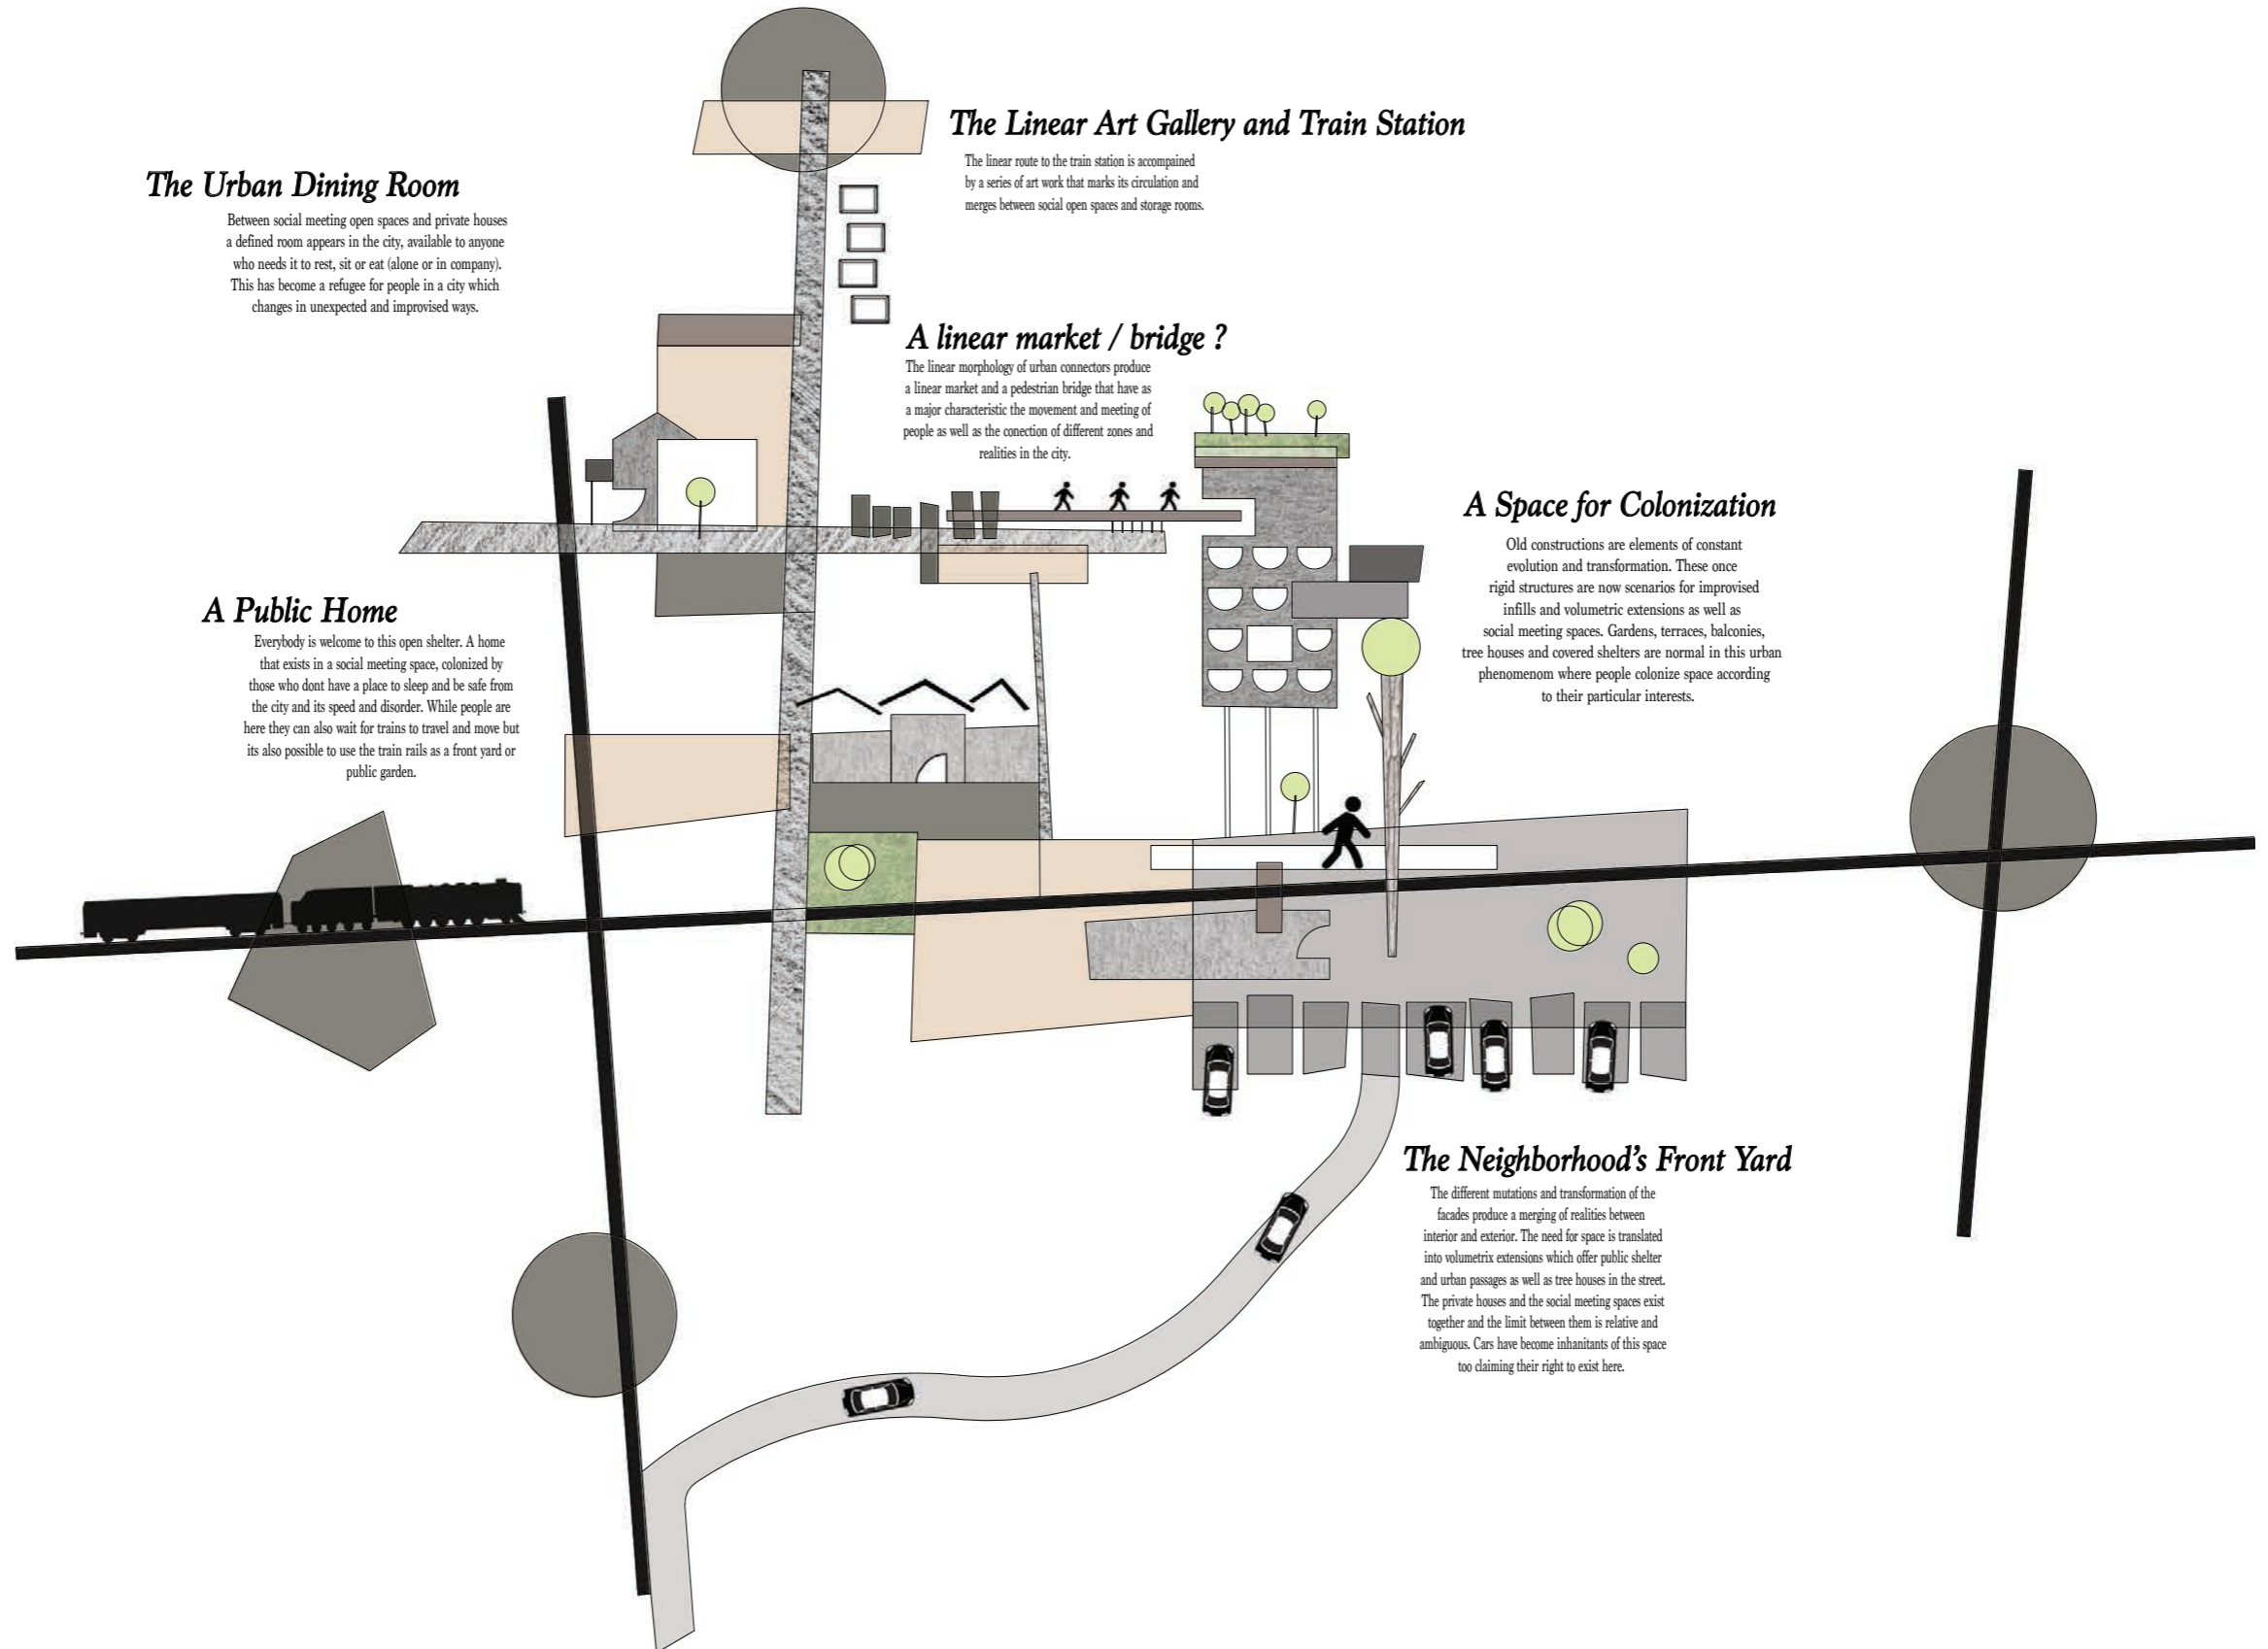 The Linear Art Gallery and Train Station
The linear route to the train station is accompained
by a series of art work that marks its circulation and
merges between social open spaces and storage rooms.
The Urban Dining Room
Between social meeting open spaces and private houses
a defined room appears in the city, available to anyone
who needs it to rest, sit or eat (alone or in company).
This has become a refugee for people in a city which
changes in unexpected and improvised ways.
A linear market / bridge ?
The linear morphology of urban connectors produce
a linear market and a pedestrian bridge that have as
a major characteristic the movement and meeting of
people as well as the conection of different zones and
realities in the city.
A Space for Colonization
Old constructions are elements of constant
evolution and transformation. These once
rigid structures are now scenarios for improvised
infills and volumetric extensions as well as
social meeting spaces. Gardens, terraces, balconies,
tree houses and covered shelters are normal in this urban
phenomenom where people colonize space according
to their particular interests.
A Public Home
Everybody is welcome to this open shelter. A home
that exists in a social meeting space, colonized by
those who dont have a place to sleep and be safe from
the city and its speed and disorder. While people are
here they can also wait for trains to travel and move but
its also possible to use the train rails as a front yard or
public garden.
The Neighborhood's Front Yard
The different mutations and transformation of the
facades produce a merging of realities between
interior and exterior. The need for space is translated
into volumetrix extensions which offer public shelter
and urban passages as well as tree houses in the street.
The private houses and the social meeting spaces exist
together and the limit between them is relative and
ambiguous. Cars have become inhanitants of this space
too claiming their right to exist here.